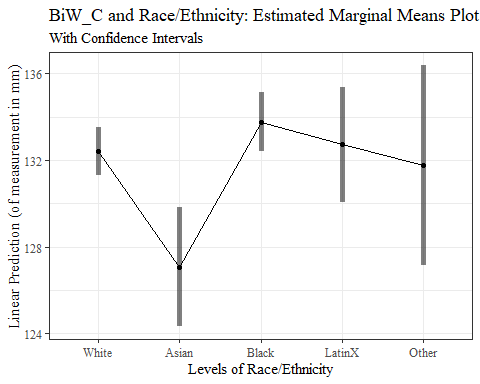 BiW_C and Race/Ethnicity: Estimated Marginal Means Plot
With Confidence Intervals
Linear Prediction (of measurement in mm)
136
132
128
124
White Asian Black LatinX Other
Levels of Race/Ethnicity